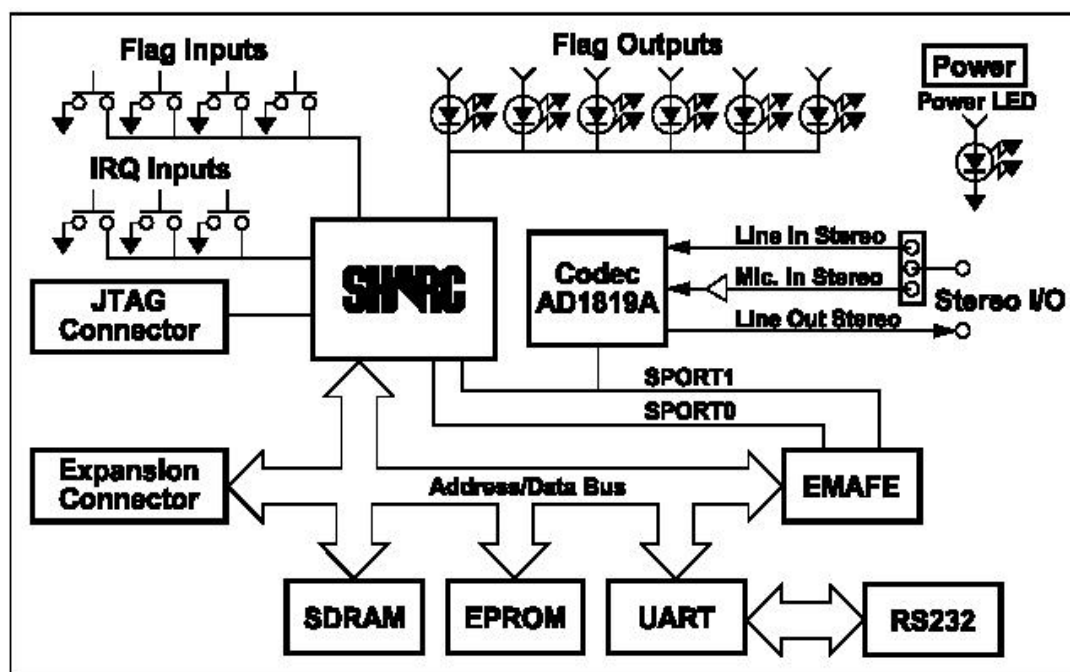 Flag Inputs
Flag Outputs
Power
Power LED
IRQ Inputs
SHARC
JTAG
Connector
Codec
AD1819A
Line In Stereo
Mic. In Stereo
Line Out Stereo
Stereo I/O
SPORT1
SPORT0
Expansion
Connector
Address/Data Bus
EMAFE
SDRAM
EPROM
UART
RS232